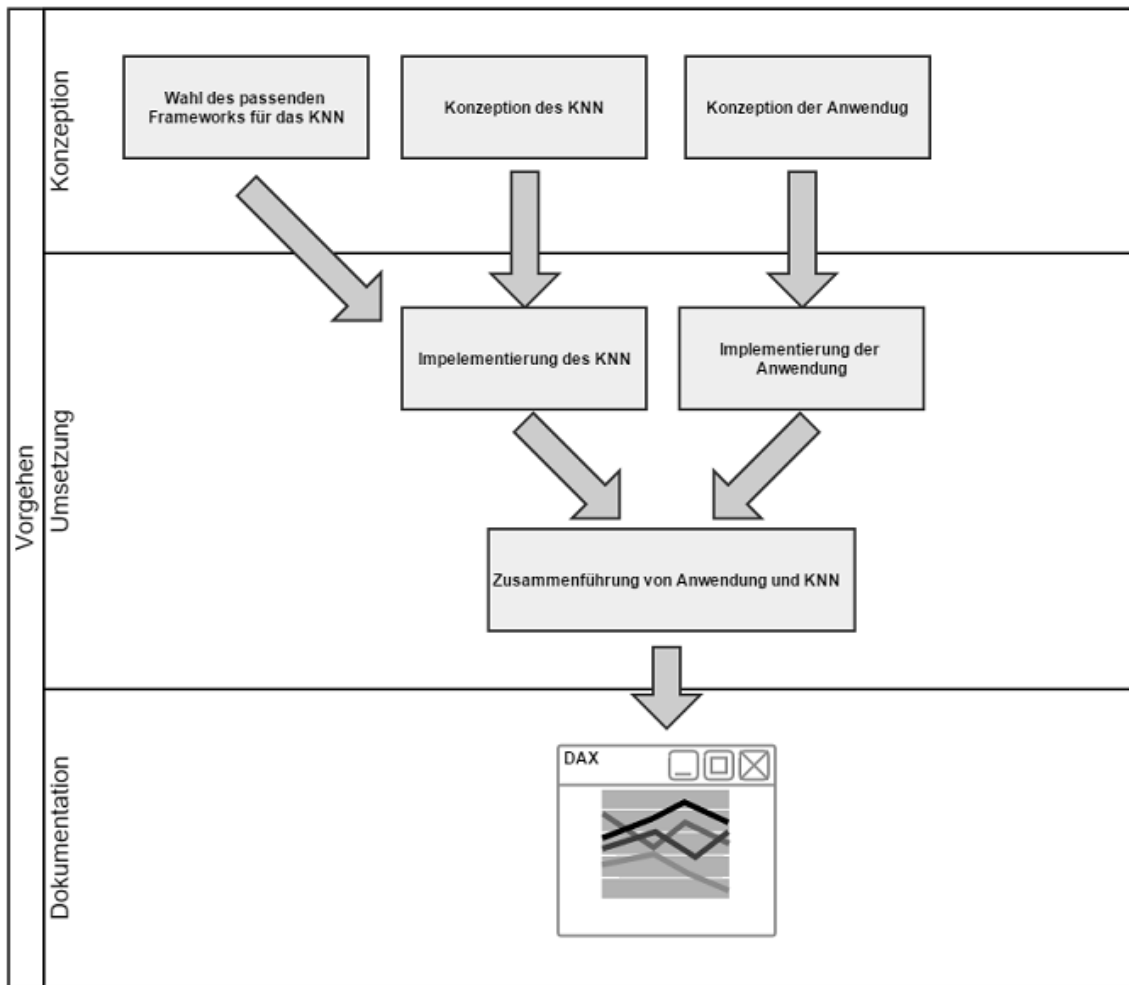 Vorgehen
Konzeption
Wahl des passenden
Frameworks für das KNN
Konzeption des KNN
Konzeption der Anwendug
Umsetzung
Impelementierung des KNN
Implementierung der
Anwendung
Zusammenführung von Anwendung und KNN
Dokumentation
DAX